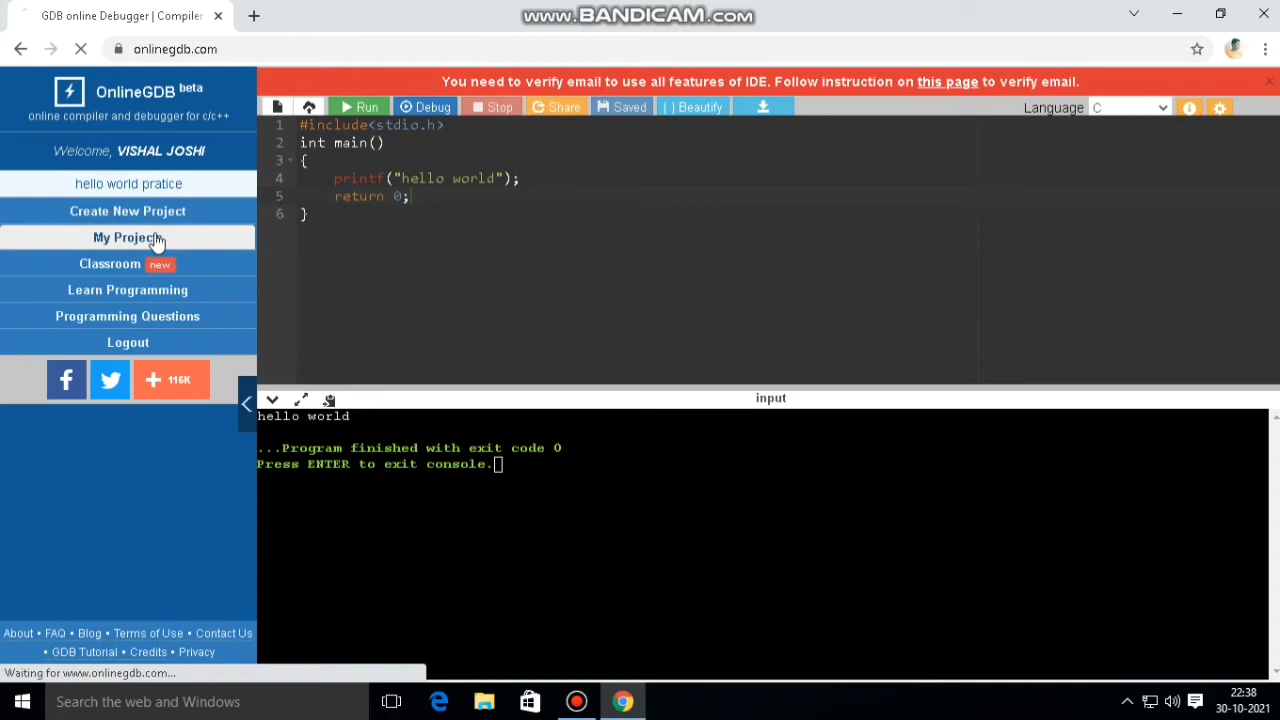 GDB online Debugger | Compiler
www.BANDICAM.com
onlinegdb.com
OnlineGDB beta
online compiler and debugger for c/c++
Welcome, VISHAL JOSHI
hello world pratice
Create New Project
My Projects
Classroom new
Learn Programming
Programming Questions
Logout
116K
About • FAQ • Blog • Terms of Use • Contact Us
• GDB Tutorial • Credits • Privacy
Waiting for www.onlinegdb.com...
You need to verify email to use all features of IDE. Follow instruction on this page to verify email.
Run Debug Stop Share Saved { } Beautify
Language C
1 #include<stdio.h>
2 int main()
3 {
4 printf("hello world");
5 return 0;
6 }
input
hello world
...Program finished with exit code 0
Press ENTER to exit console.
Search the web and Windows
22:38
30-10-2021